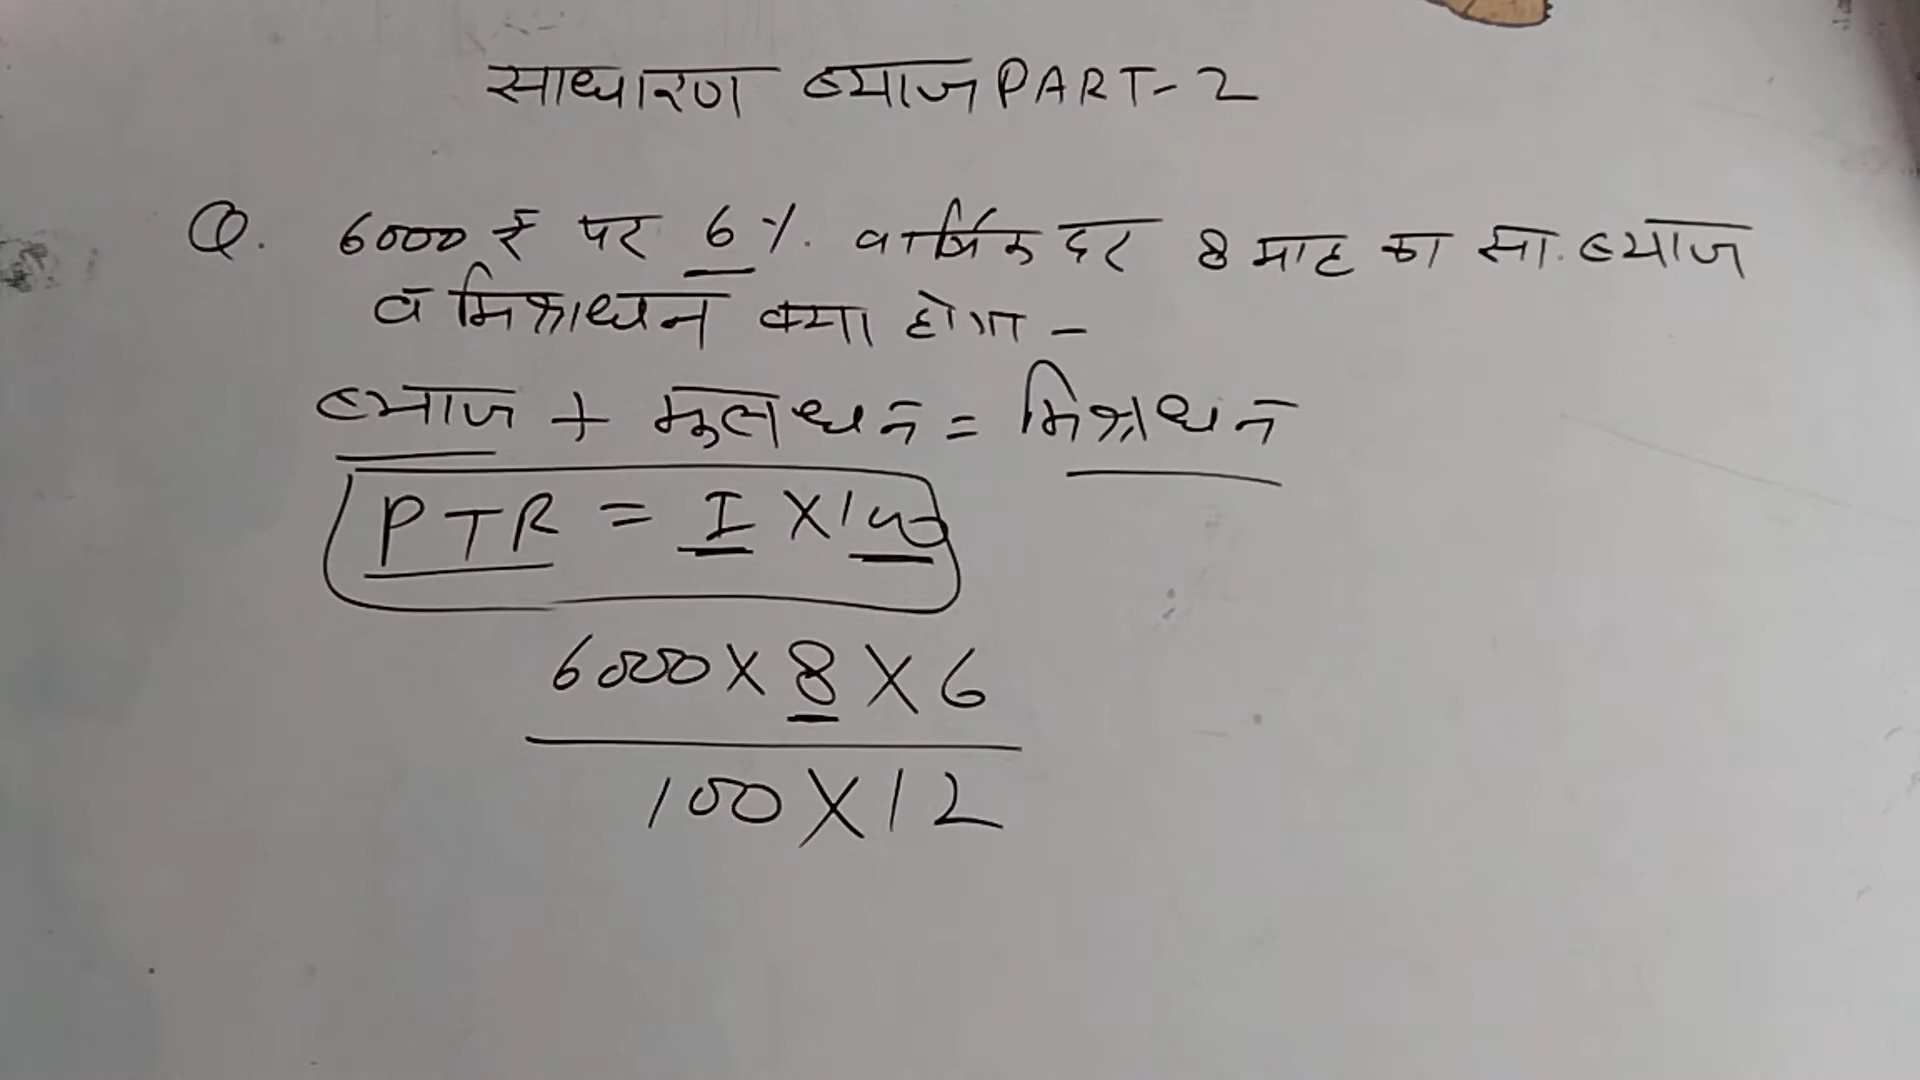 साधारण ब्याज PART-2
Q. 6000 ₹ पर 6%. वार्षिक दर 8 माह का सा. ब्याज
व मिश्रधन क्या होगा -
ब्याज + मूलधन = मिश्रधन
PTR = I X 100
6000 X 8 X 6
100 X 12